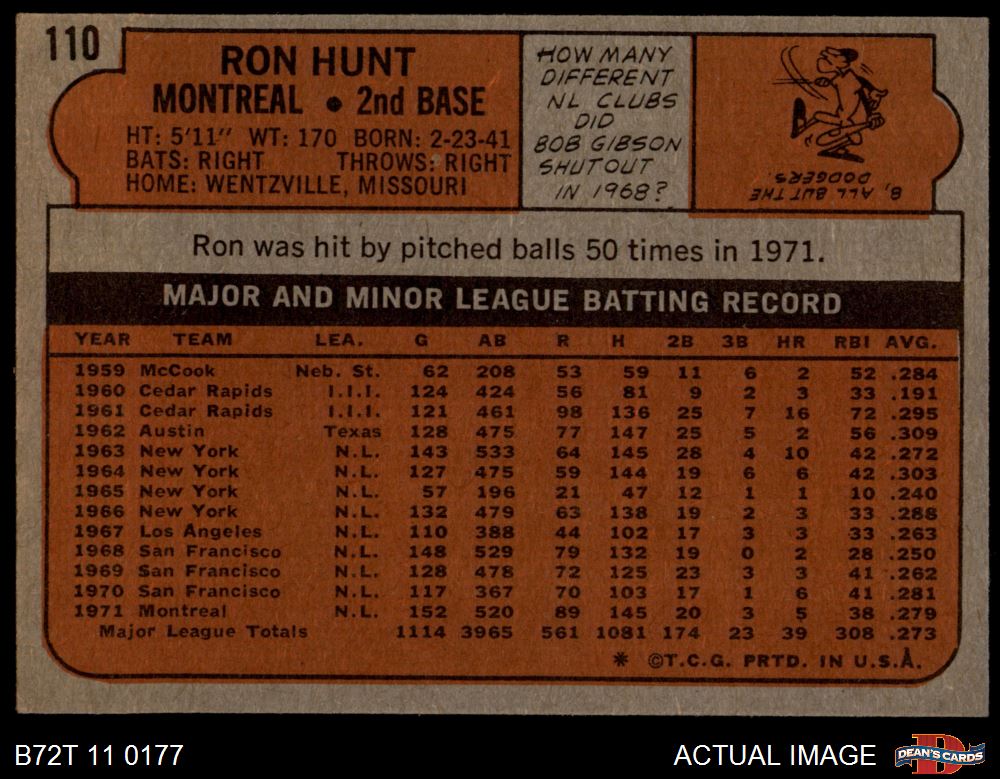 110
RON HUNT
MONTREAL • 2nd BASE
HT: 5'11" WT: 170 BORN: 2-23-41
BATS: RIGHT THROWS: RIGHT
HOME: WENTZVILLE, MISSOURI
HOW MANY
DIFFERENT
NL CLUBS
DID
BOB GIBSON
SHUTOUT
IN 1968?
8, ALL BUT THE
DODGERS.
Ron was hit by pitched balls 50 times in 1971.
MAJOR AND MINOR LEAGUE BATTING RECORD
YEAR TEAM LEA. G AB R H 2B 3B HR RBI AVG.
1959 McCook Neb. St. 62 208 53 59 11 6 2 52 .284
1960 Cedar Rapids I.I.I. 124 424 56 81 9 2 3 33 .191
1961 Cedar Rapids I.I.I. 121 461 98 136 25 7 16 72 .295
1962 Austin Texas 128 475 77 147 25 5 2 56 .309
1963 New York N.L. 143 533 64 145 28 4 10 42 .272
1964 New York N.L. 127 475 59 144 19 6 6 42 .303
1965 New York N.L. 57 196 21 47 12 1 1 10 .240
1966 New York N.L. 132 479 63 138 19 2 3 33 .288
1967 Los Angeles N.L. 110 388 44 102 17 3 3 33 .263
1968 San Francisco N.L. 148 529 79 132 19 0 2 28 .250
1969 San Francisco N.L. 128 478 72 125 23 3 3 41 .262
1970 San Francisco N.L. 117 367 70 103 17 1 6 41 .281
1971 Montreal N.L. 152 520 89 145 20 3 5 38 .279
Major League Totals 1114 3965 561 1081 174 23 39 308 .273
* ©T.C.G. PRTD. IN U.S.A.
B72T 11 0177
ACTUAL IMAGE
DEAN'S CARDS